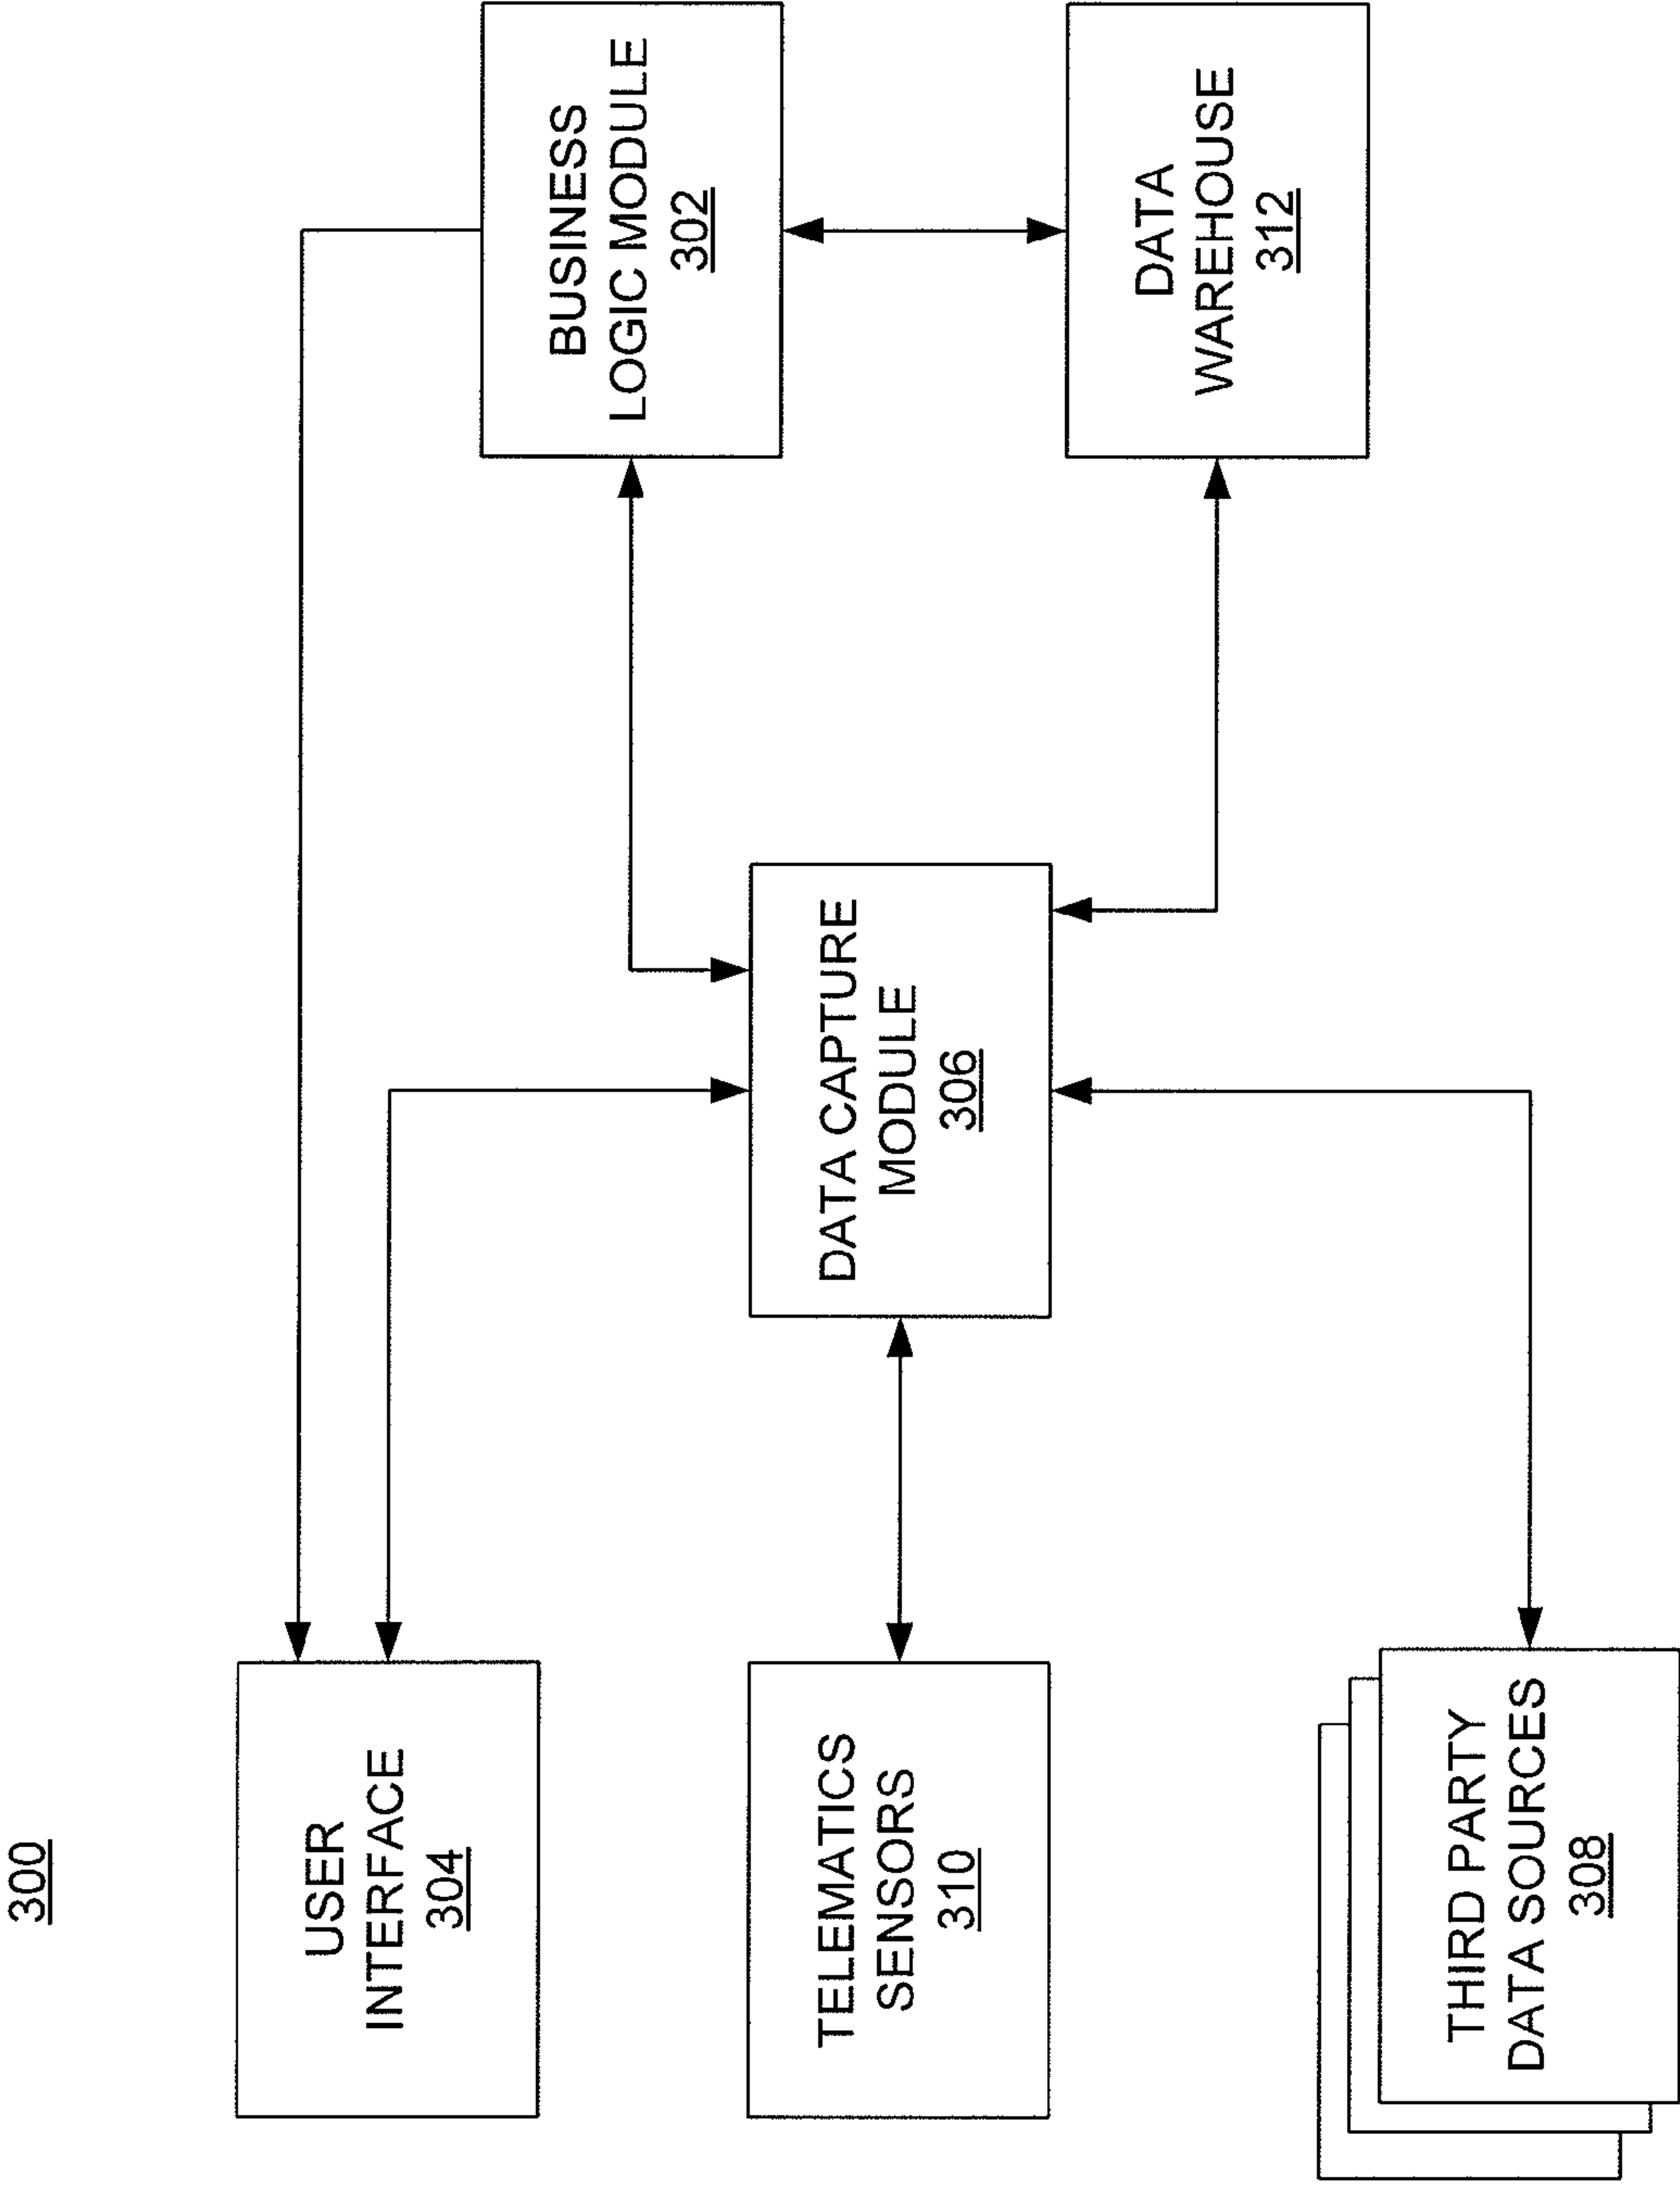 300
USER
INTERFACE
304
BUSINESS
LOGIC MODULE
302
DATA CAPTURE
MODULE
306
TELEMATICS
SENSORS
310
DATA
WAREHOUSE
312
THIRD PARTY
DATA SOURCES
308